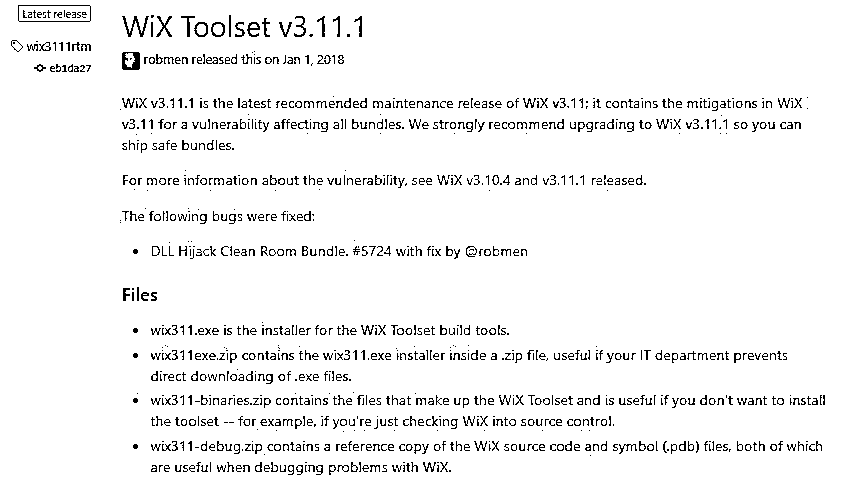 Latest release
wix3111rtm
eb1da27
WiX Toolset v3.11.1
robmen released this on Jan 1, 2018
WiX v3.11.1 is the latest recommended maintenance release of WiX v3.11; it contains the mitigations in WiX
v3.11 for a vulnerability affecting all bundles. We strongly recommend upgrading to WiX v3.11.1 so you can
ship safe bundles.
For more information about the vulnerability, see WiX v3.10.4 and v3.11.1 released.
The following bugs were fixed:
• DLL Hijack Clean Room Bundle. #5724 with fix by @robmen
Files
• wix311.exe is the installer for the WiX Toolset build tools.
• wix311exe.zip contains the wix311.exe installer inside a .zip file, useful if your IT department prevents
direct downloading of .exe files.
• wix311-binaries.zip contains the files that make up the WiX Toolset and is useful if you don't want to install
the toolset -- for example, if you're just checking WiX into source control.
• wix311-debug.zip contains a reference copy of the WiX source code and symbol (.pdb) files, both of which
are useful when debugging problems with WiX.